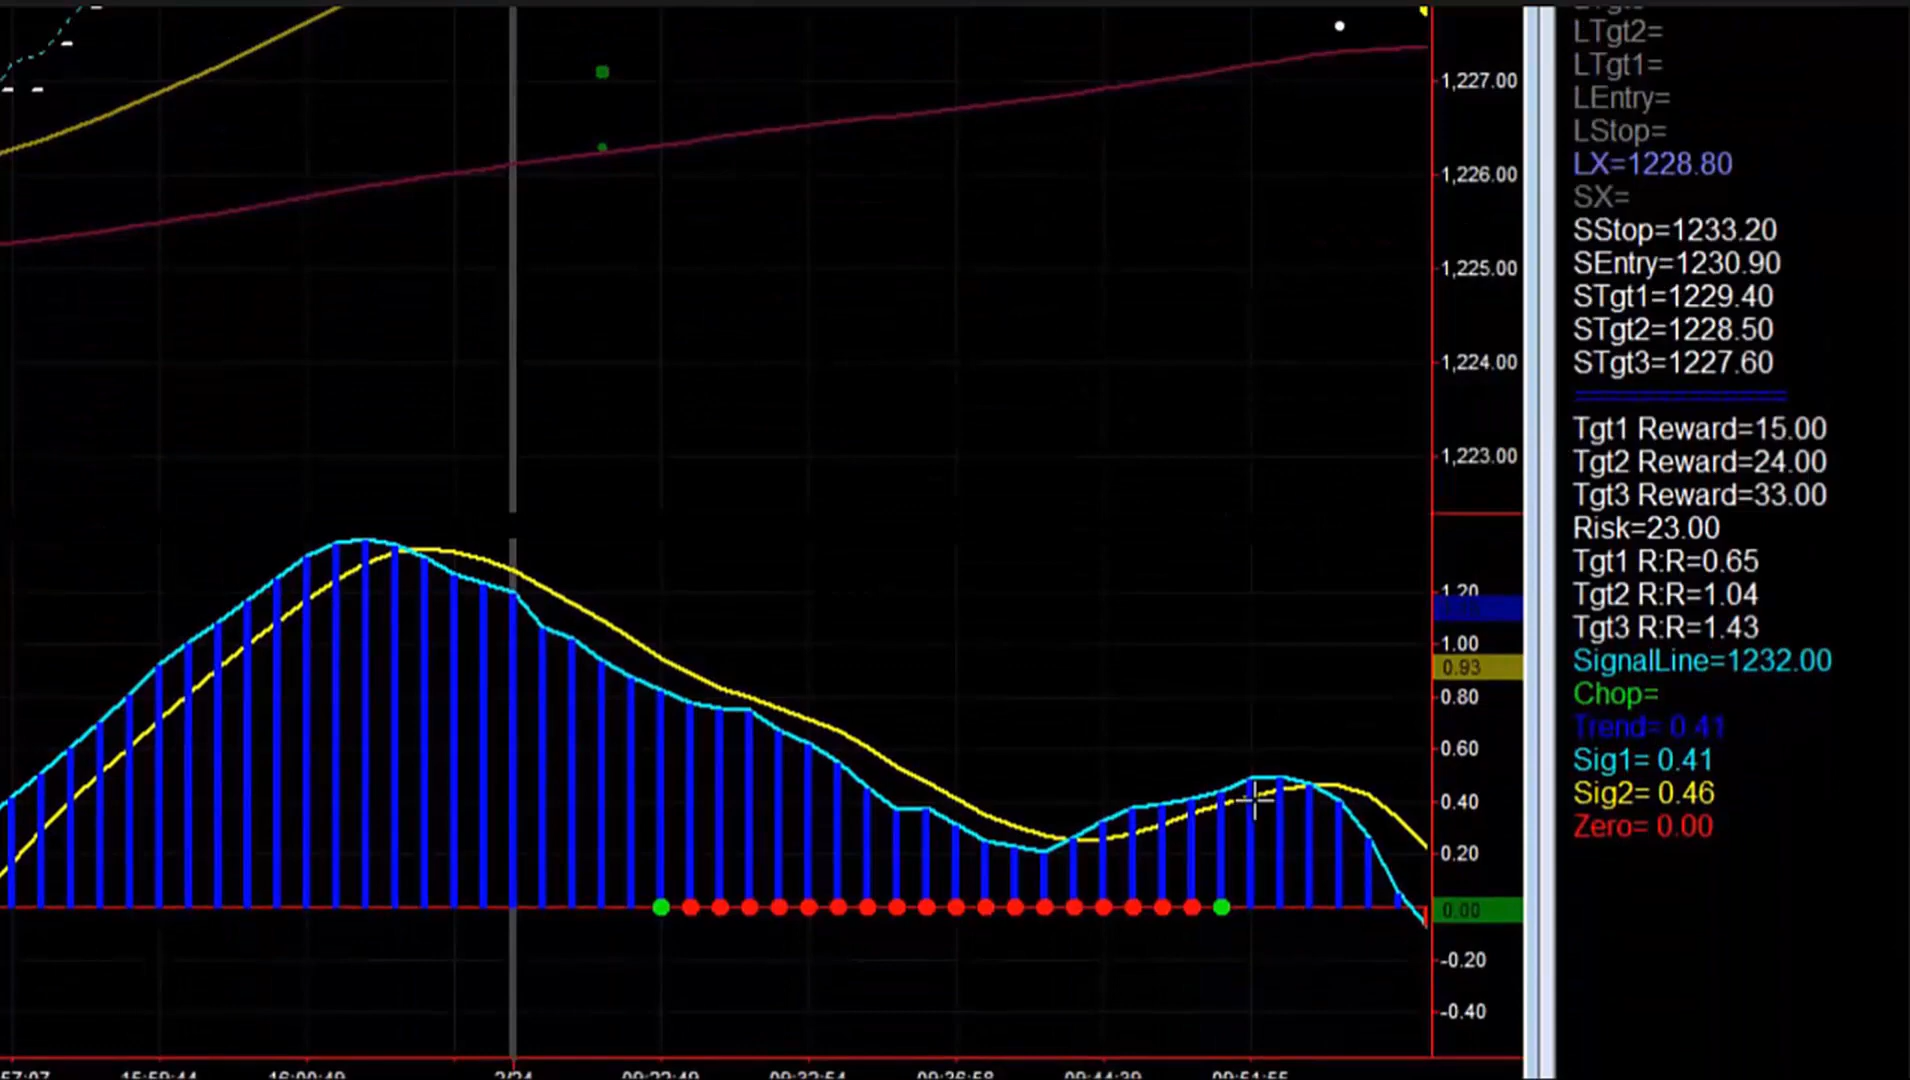 LTgt2=
LTgt1=
LEntry=
LStop=
LX=1228.80
SX=
SStop=1233.20
SEntry=1230.90
STgt1=1229.40
STgt2=1228.50
STgt3=1227.60
Tgt1 Reward=15.00
Tgt2 Reward=24.00
Tgt3 Reward=33.00
Risk=23.00
Tgt1 R:R=0.65
Tgt2 R:R=1.04
Tgt3 R:R=1.43
SignalLine=1232.00
Chop=
Trend= 0.41
Sig1= 0.41
Sig2= 0.46
Zero= 0.00
1,227.00
1,226.00
1,225.00
1,224.00
1,223.00
1.20
1.00
0.93
0.80
0.60
0.40
0.20
0.00
-0.20
-0.40
15:59:44
16:00:49
2/24
09:22:49
09:32:54
09:36:58
09:44:39
09:51:55